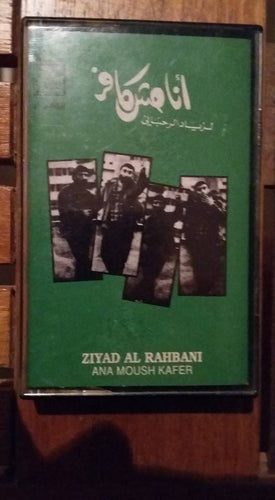 أنا مش كافر
لزياد الرحباني
ZIYAD AL RAHBANI
ANA MOUSH KAFER